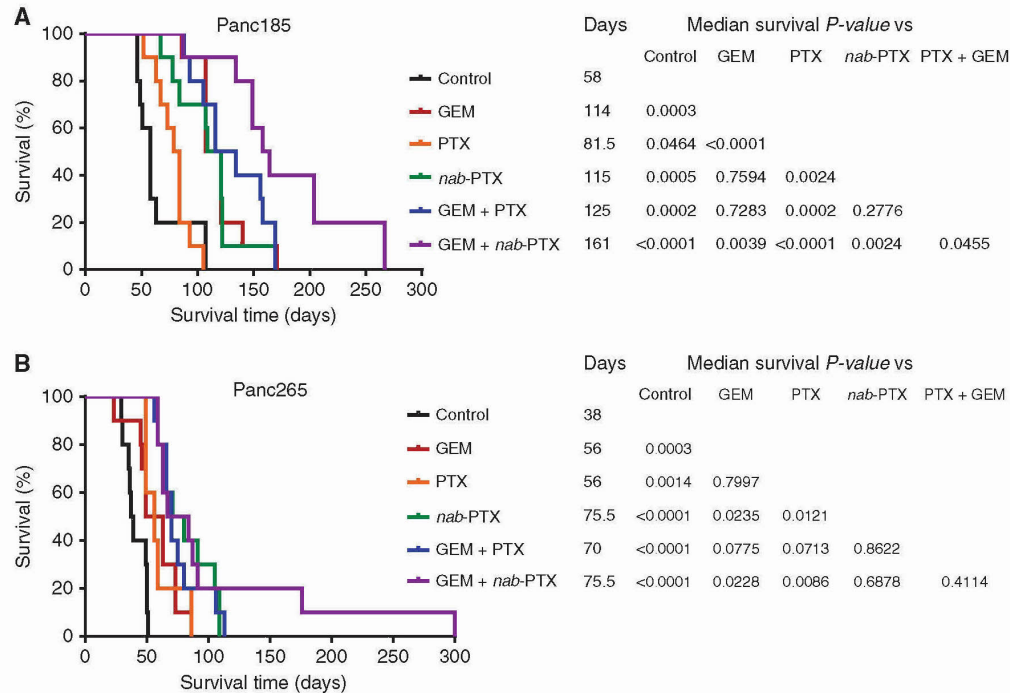 A
Panc185
Days Median survival P-value vs
Control GEM PTX nab-PTX PTX + GEM
100
80
60
40
20
0
Survival (%)
0 50 100 150 200 250 300
Survival time (days)
Control 58
GEM 114 0.0003
PTX 81.5 0.0464 <0.0001
nab-PTX 115 0.0005 0.7594 0.0024
GEM + PTX 125 0.0002 0.7283 0.0002 0.2776
GEM + nab-PTX 161 <0.0001 0.0039 <0.0001 0.0024 0.0455
B
Panc265
Days Median survival P-value vs
Control GEM PTX nab-PTX PTX + GEM
100
80
60
40
20
0
Survival (%)
0 50 100 150 200 250 300
Survival time (days)
Control 38
GEM 56 0.0003
PTX 56 0.0014 0.7997
nab-PTX 75.5 <0.0001 0.0235 0.0121
GEM + PTX 70 <0.0001 0.0775 0.0713 0.8622
GEM + nab-PTX 75.5 <0.0001 0.0228 0.0086 0.6878 0.4114